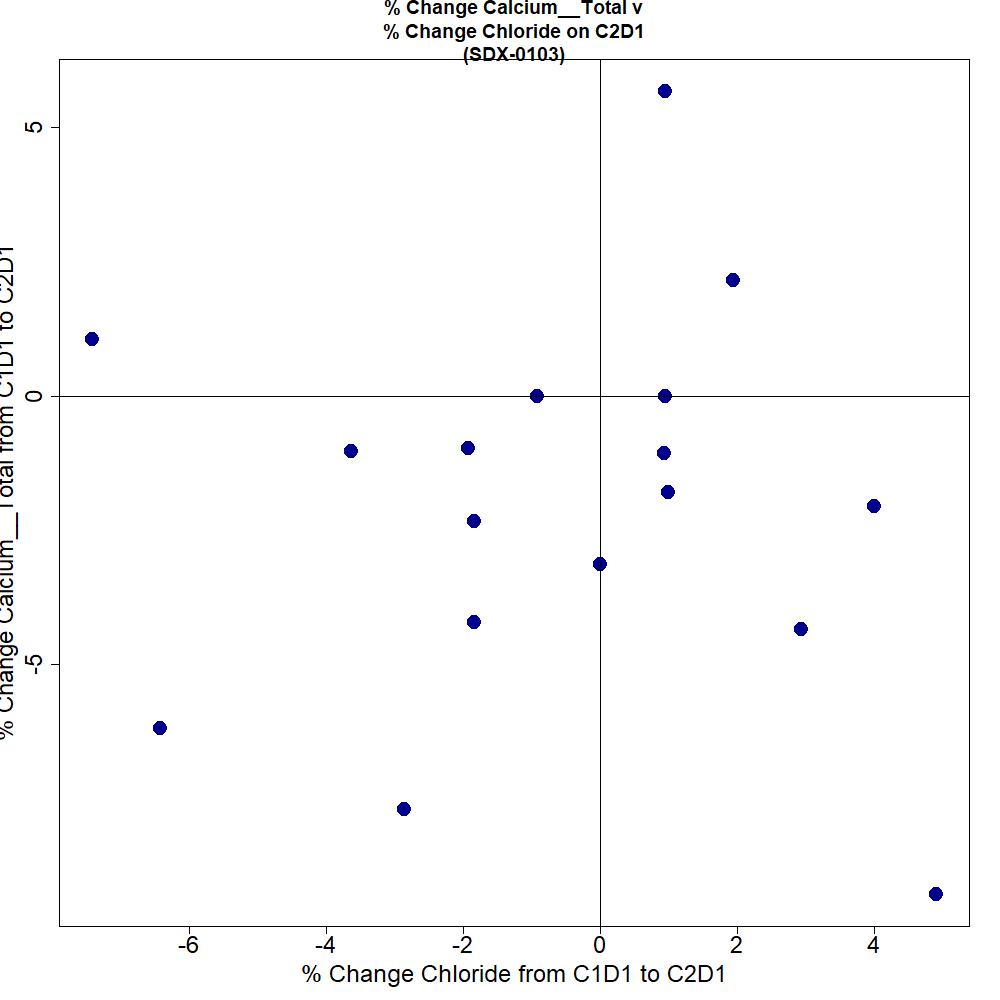 % Change Calcium__Total v
% Change Chloride on C2D1
(SDX-0103)
5
0
-5
% Change Calcium__Total from C1D1 to C2D1
-6
-4
-2
0
2
4
% Change Chloride from C1D1 to C2D1